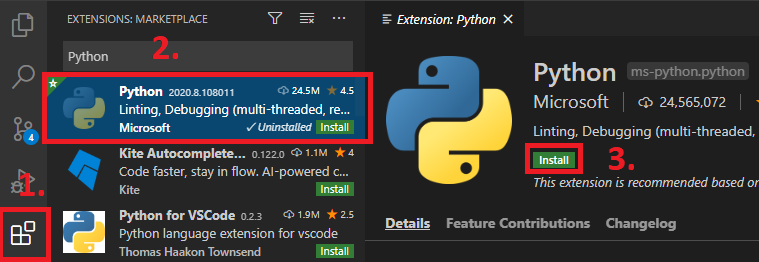 EXTENSIONS: MARKETPLACE
Python
2.
Python 2020.8.108011 24.5M 4.5
Linting, Debugging (multi-threaded, re...
Microsoft ✓Uninstalled Install
Kite Autocomplete... 0.122.0 1.1M 4
Code faster, stay in flow. AI-powered c...
Kite Install
Python for VSCode 0.2.3 1.9M 2.5
Python language extension for vscode
Thomas Haakon Townsend Install
4
1.
Extension: Python ×
Python ms-python.python
Microsoft 24,565,072
Linting, Debugging (multi-threaded,
Install 3.
This extension is recommended based on
Details Feature Contributions Changelog